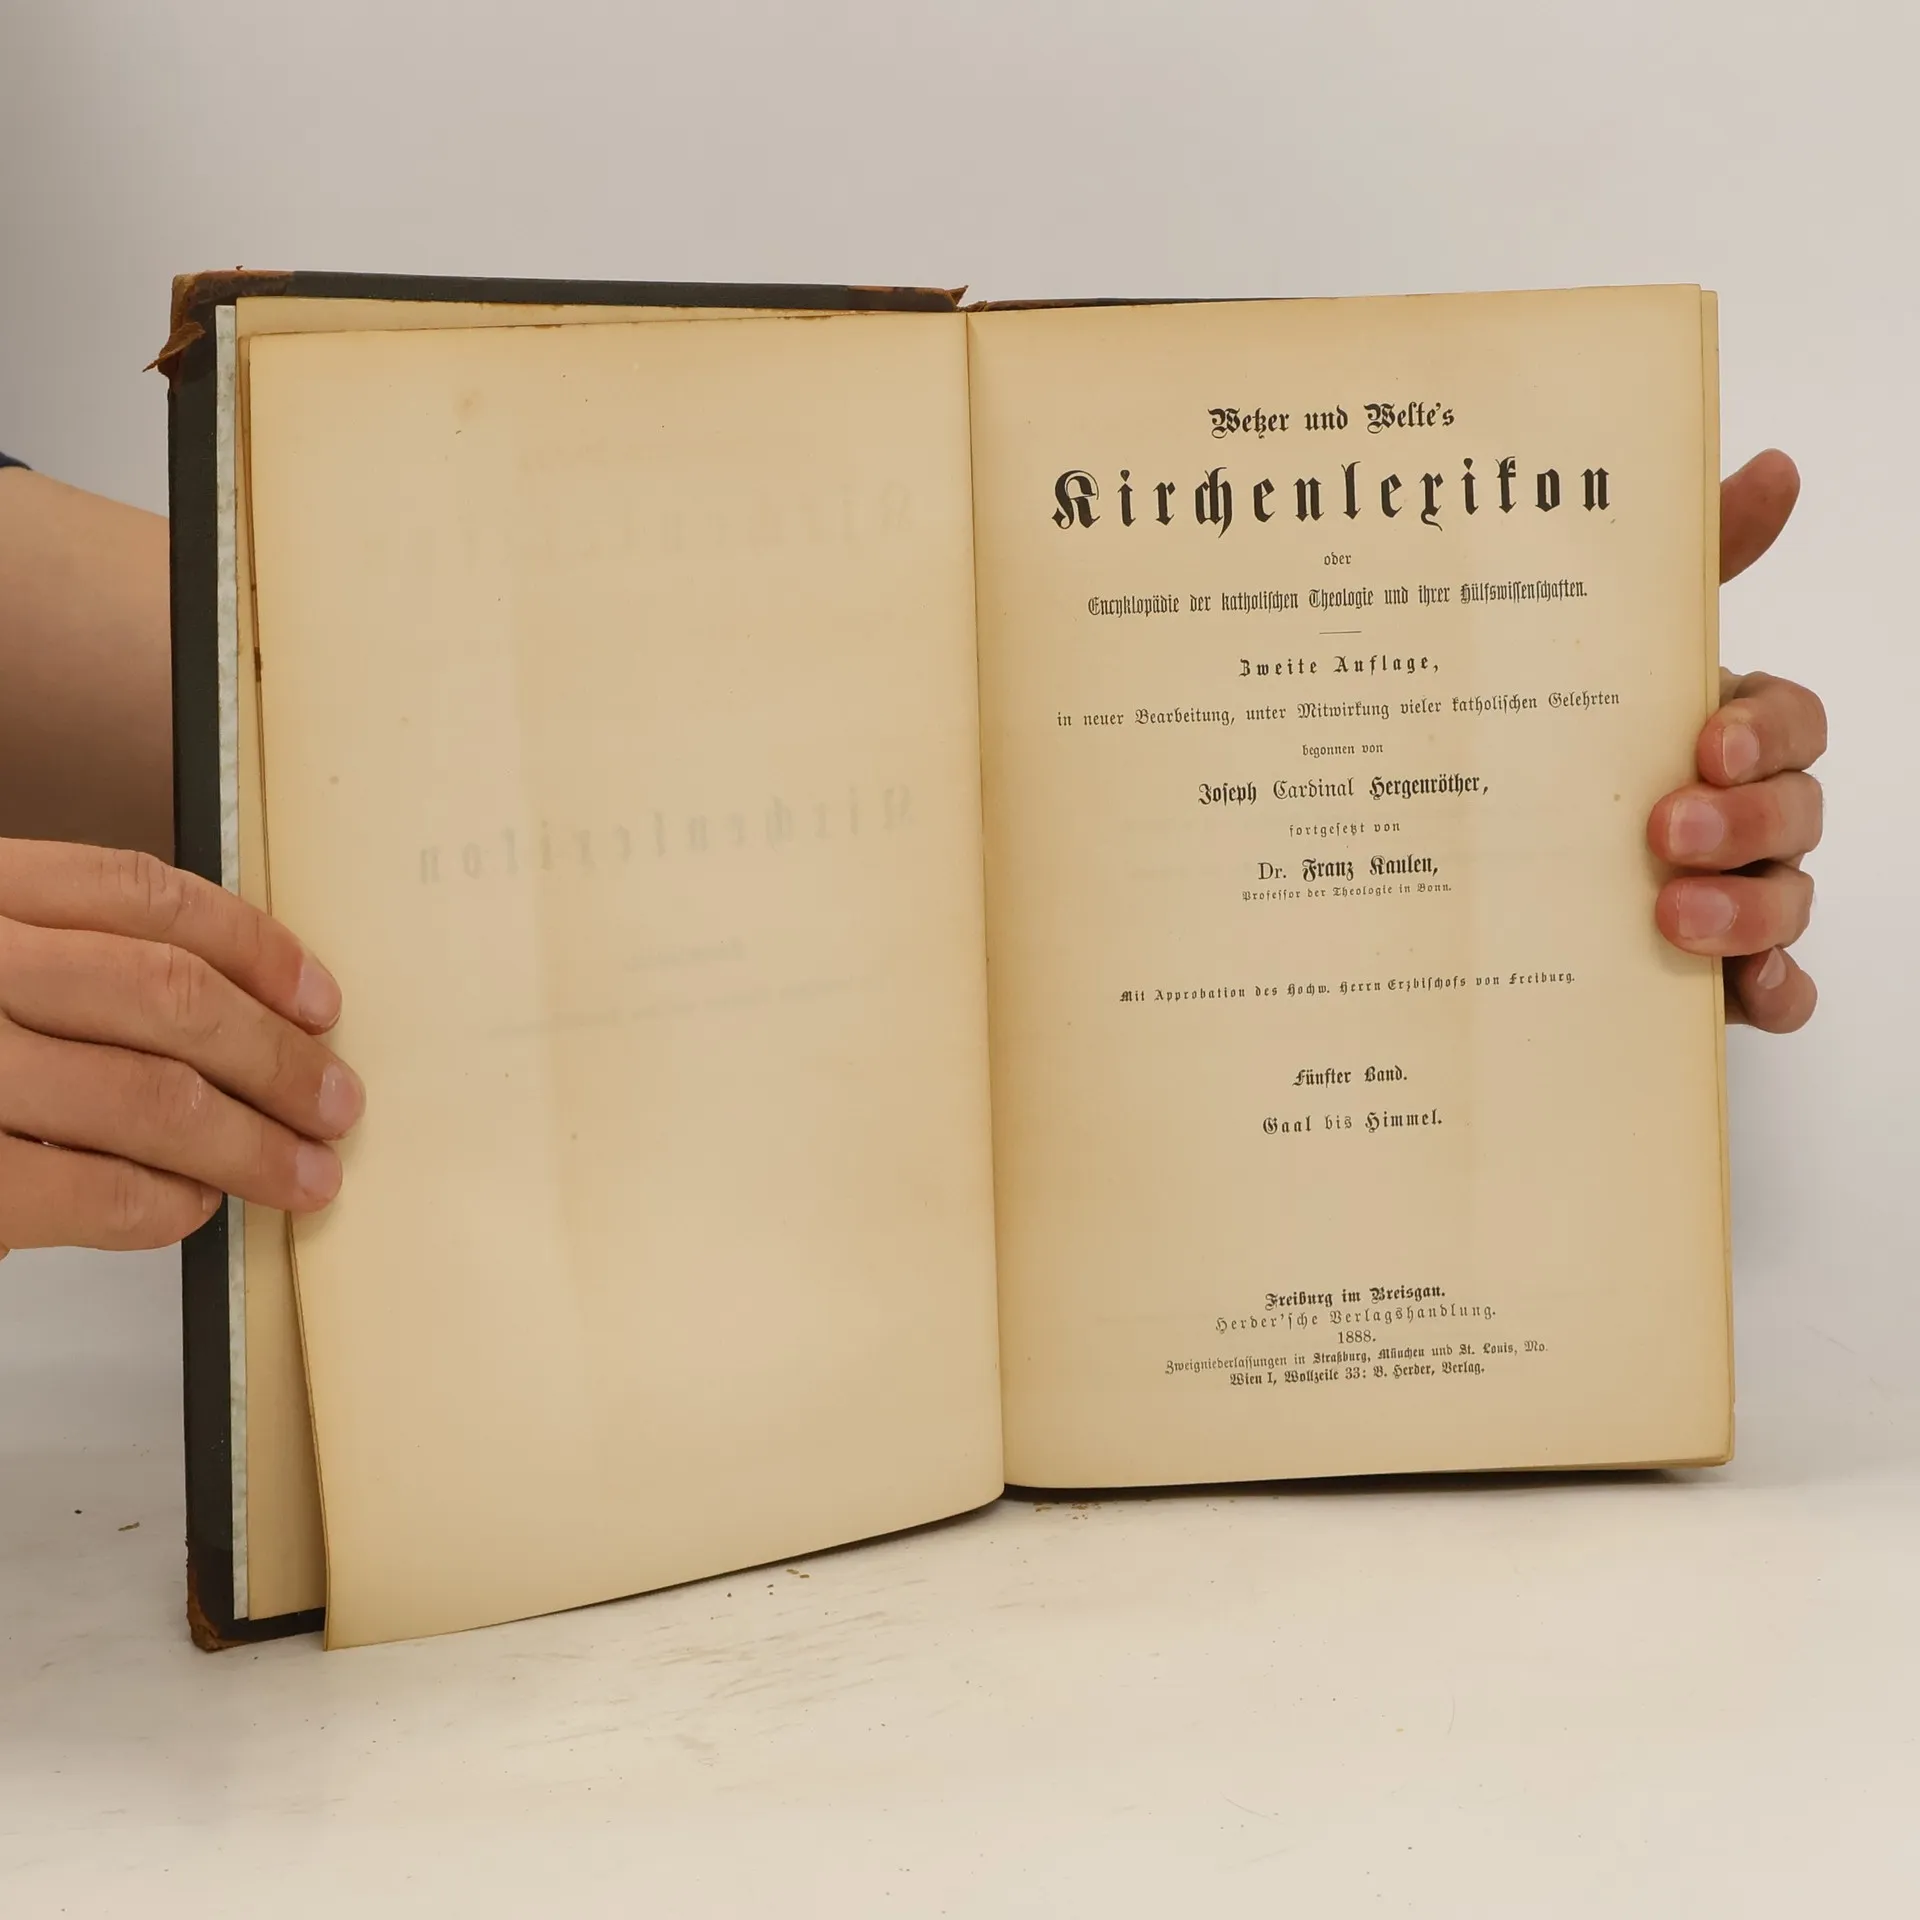 Wetzer und Welte's
Kirchenlexikon
oder
Encyklopädie der katholischen Theologie und ihrer Hülfswissenschaften.
Zweite Auflage,
in neuer Bearbeitung, unter Mitwirkung vieler katholischen Gelehrten
begonnen von
Joseph Cardinal Hergenröther,
fortgesetzt von
Dr. Franz Kaulen,
Professor der Theologie in Bonn.
Mit Approbation des Hochw. Herrn Erzbischofs von Freiburg.
Fünfter Band.
Gaal bis Himmel.
Freiburg im Breisgau.
Herder'sche Verlagshandlung.
1888.
Zweigniederlassungen in Straßburg, München und St. Louis, Mo.
Wien I, Wollzeile 33: B. Herder, Verlag.